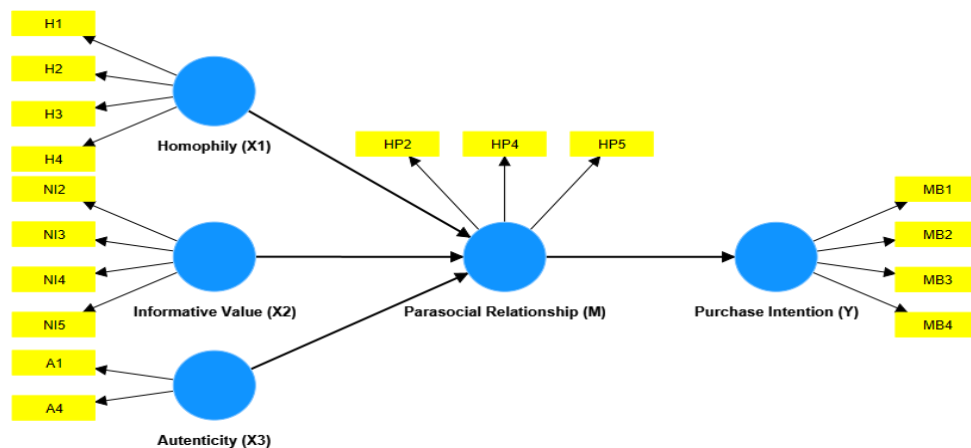 H1
H2
H3
H4
Homophily (X1)
HP2
HP4
HP5
NI2
NI3
NI4
NI5
Informative Value (X2)
Parasocial Relationship (M)
Purchase Intention (Y)
MB1
MB2
MB3
MB4
A1
A4
Autenticity (X3)